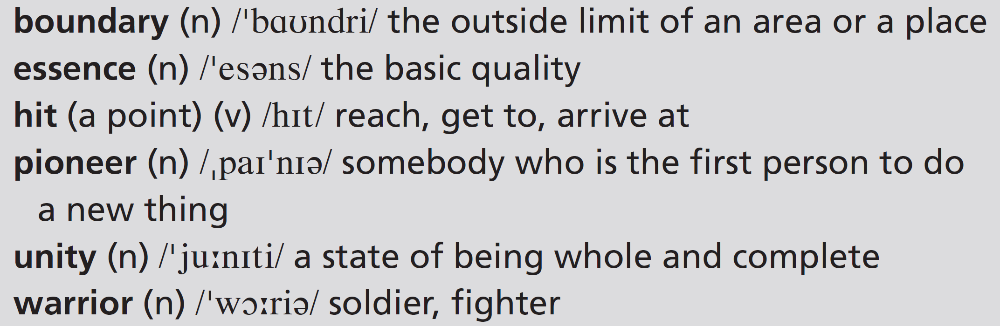 boundary (n) /ˈbɑʊndri/ the outside limit of an area or a place
essence (n) /ˈesəns/ the basic quality
hit (a point) (v) /hɪt/ reach, get to, arrive at
pioneer (n) /ˌpaɪˈnɪə/ somebody who is the first person to do
a new thing
unity (n) /ˈjuːnɪti/ a state of being whole and complete
warrior (n) /ˈwɔːriə/ soldier, fighter